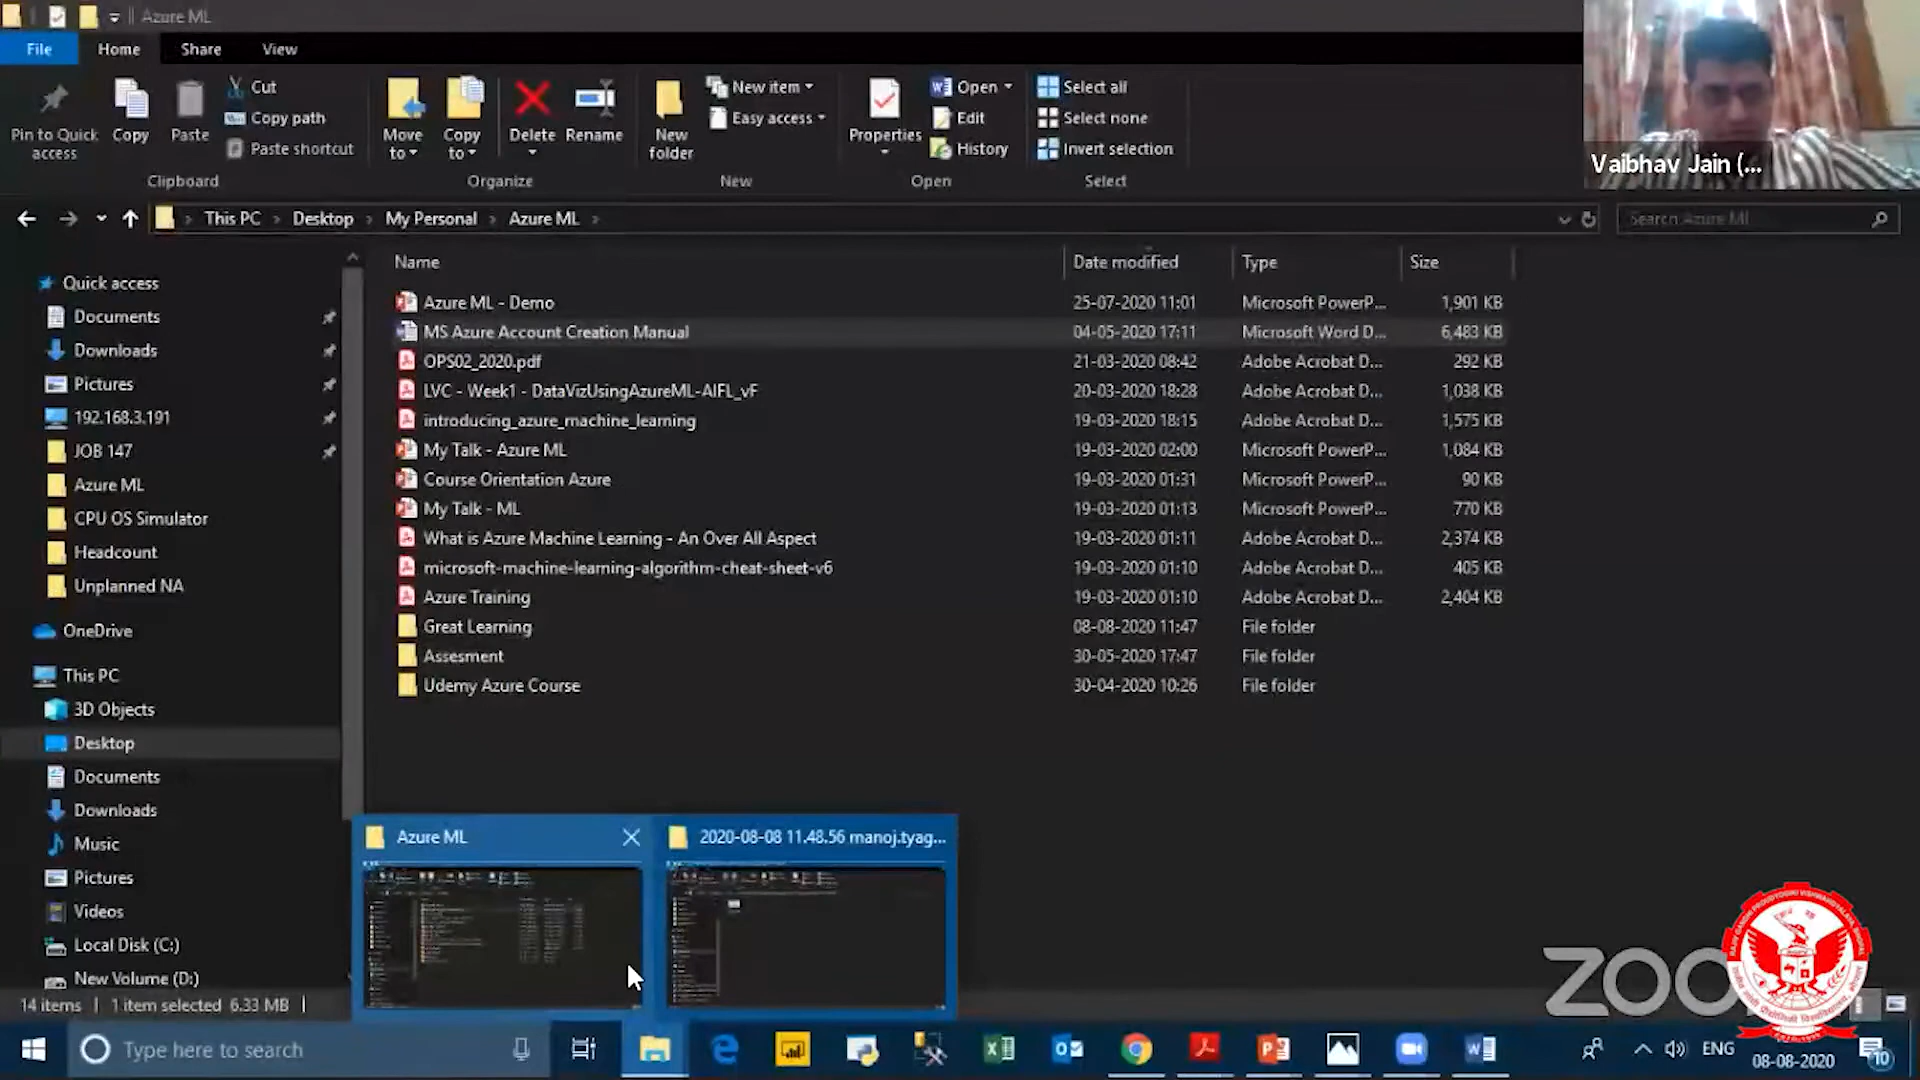 Azure ML
File Home Share View
Pin to Quick access
Copy
Paste
Cut
Copy path
Paste shortcut
Clipboard
Move to
Copy to
Delete
Rename
Organize
New folder
New item
Easy access
New
Properties
Open
Edit
History
Open
Select all
Select none
Invert selection
Select
Vaibhav Jain (...
This PC > Desktop > My Personal > Azure ML >
Search Azure ML
Name Date modified Type Size
Azure ML - Demo 25-07-2020 11:01 Microsoft PowerP... 1,901 KB
MS Azure Account Creation Manual 04-05-2020 17:11 Microsoft Word D... 6,483 KB
OPS02_2020.pdf 21-03-2020 08:42 Adobe Acrobat D... 292 KB
LVC - Week1 - DataVizUsingAzureML-AIFL_vF 20-03-2020 18:28 Adobe Acrobat D... 1,038 KB
introducing_azure_machine_learning 19-03-2020 18:15 Adobe Acrobat D... 1,575 KB
My Talk - Azure ML 19-03-2020 02:00 Microsoft PowerP... 1,084 KB
Course Orientation Azure 19-03-2020 01:31 Microsoft PowerP... 90 KB
My Talk - ML 19-03-2020 01:13 Microsoft PowerP... 770 KB
What is Azure Machine Learning - An Over All Aspect 19-03-2020 01:11 Adobe Acrobat D... 2,374 KB
microsoft-machine-learning-algorithm-cheat-sheet-v6 19-03-2020 01:10 Adobe Acrobat D... 405 KB
Azure Training 19-03-2020 01:10 Adobe Acrobat D... 2,404 KB
Great Learning 08-08-2020 11:47 File folder
Assesment 30-05-2020 17:47 File folder
Udemy Azure Course 30-04-2020 10:26 File folder
Quick access
Documents
Downloads
Pictures
192.168.3.191
JOB 147
Azure ML
CPU OS Simulator
Headcount
Unplanned NA
OneDrive
This PC
3D Objects
Desktop
Documents
Downloads
Music
Pictures
Videos
Local Disk (C:)
New Volume (D:)
Azure ML
2020-08-08 11.48.56 manoj.tyag...
14 items 1 item selected 6.33 MB
ZOO
Type here to search
ENG
08-08-2020
10